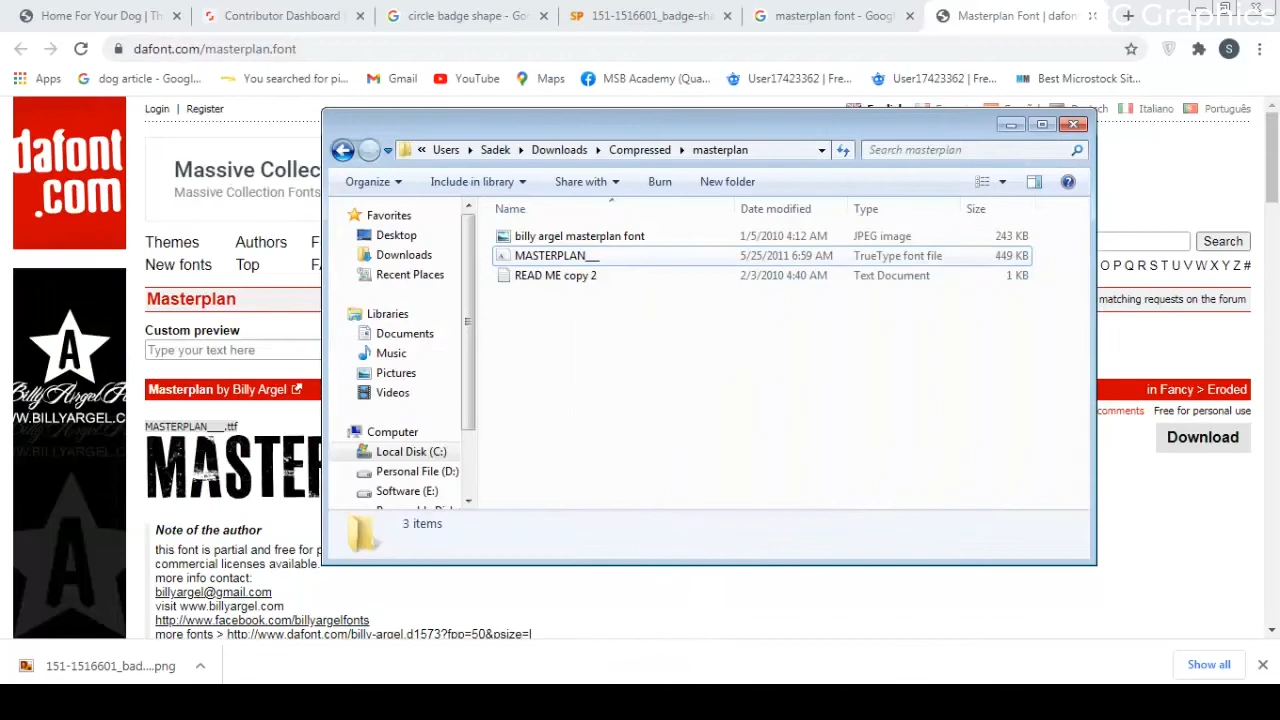 Home For Your Dog | Th
Contributor Dashboard
circle badge shape - Goo
151-1516601_badge-sha
masterplan font - Googl
Masterplan Font | dafon
C Graphics
dafont.com/masterplan.font
S
Apps
dog article - Googl...
You searched for pi...
Gmail
YouTube
Maps
MSB Academy (Qua...
User17423362 | Fre...
User17423362 | Fre...
Best Microstock Sit...
dafont
.com
Login | Register
Italiano
Português
Massive Collec
Massive Collection Fonts
Themes
Authors
New fonts
Top
Search
O P Q R S T U V W X Y Z #
Masterplan
matching requests on the forum
Custom preview
Type your text here
Masterplan by Billy Argel
in Fancy > Eroded
comments
Free for personal use
Download
MASTERPLAN___.ttf
MASTER
A
Billy Argel F
W.BILLYARGEL.C
Note of the author
this font is partial and free for p
commercial licenses available.
more info contact:
billyargel@gmail.com
visit www.billyargel.com
http://www.facebook.com/billyargelfonts
more fonts > http://www.dafont.com/billy-argel.d1573?fpp=50&psize=l
« Users Sadek Downloads Compressed masterplan
Search masterplan
Organize
Include in library
Share with
Burn
New folder
Favorites
Desktop
Downloads
Recent Places
Libraries
Documents
Music
Pictures
Videos
Computer
Local Disk (C:)
Personal File (D:)
Software (E:)
Name Date modified Type Size
billy argel masterplan font 1/5/2010 4:12 AM JPEG image 243 KB
MASTERPLAN___ 5/25/2011 6:59 AM TrueType font file 449 KB
READ ME copy 2 2/3/2010 4:40 AM Text Document 1 KB
3 items
151-1516601_bad....png
Show all